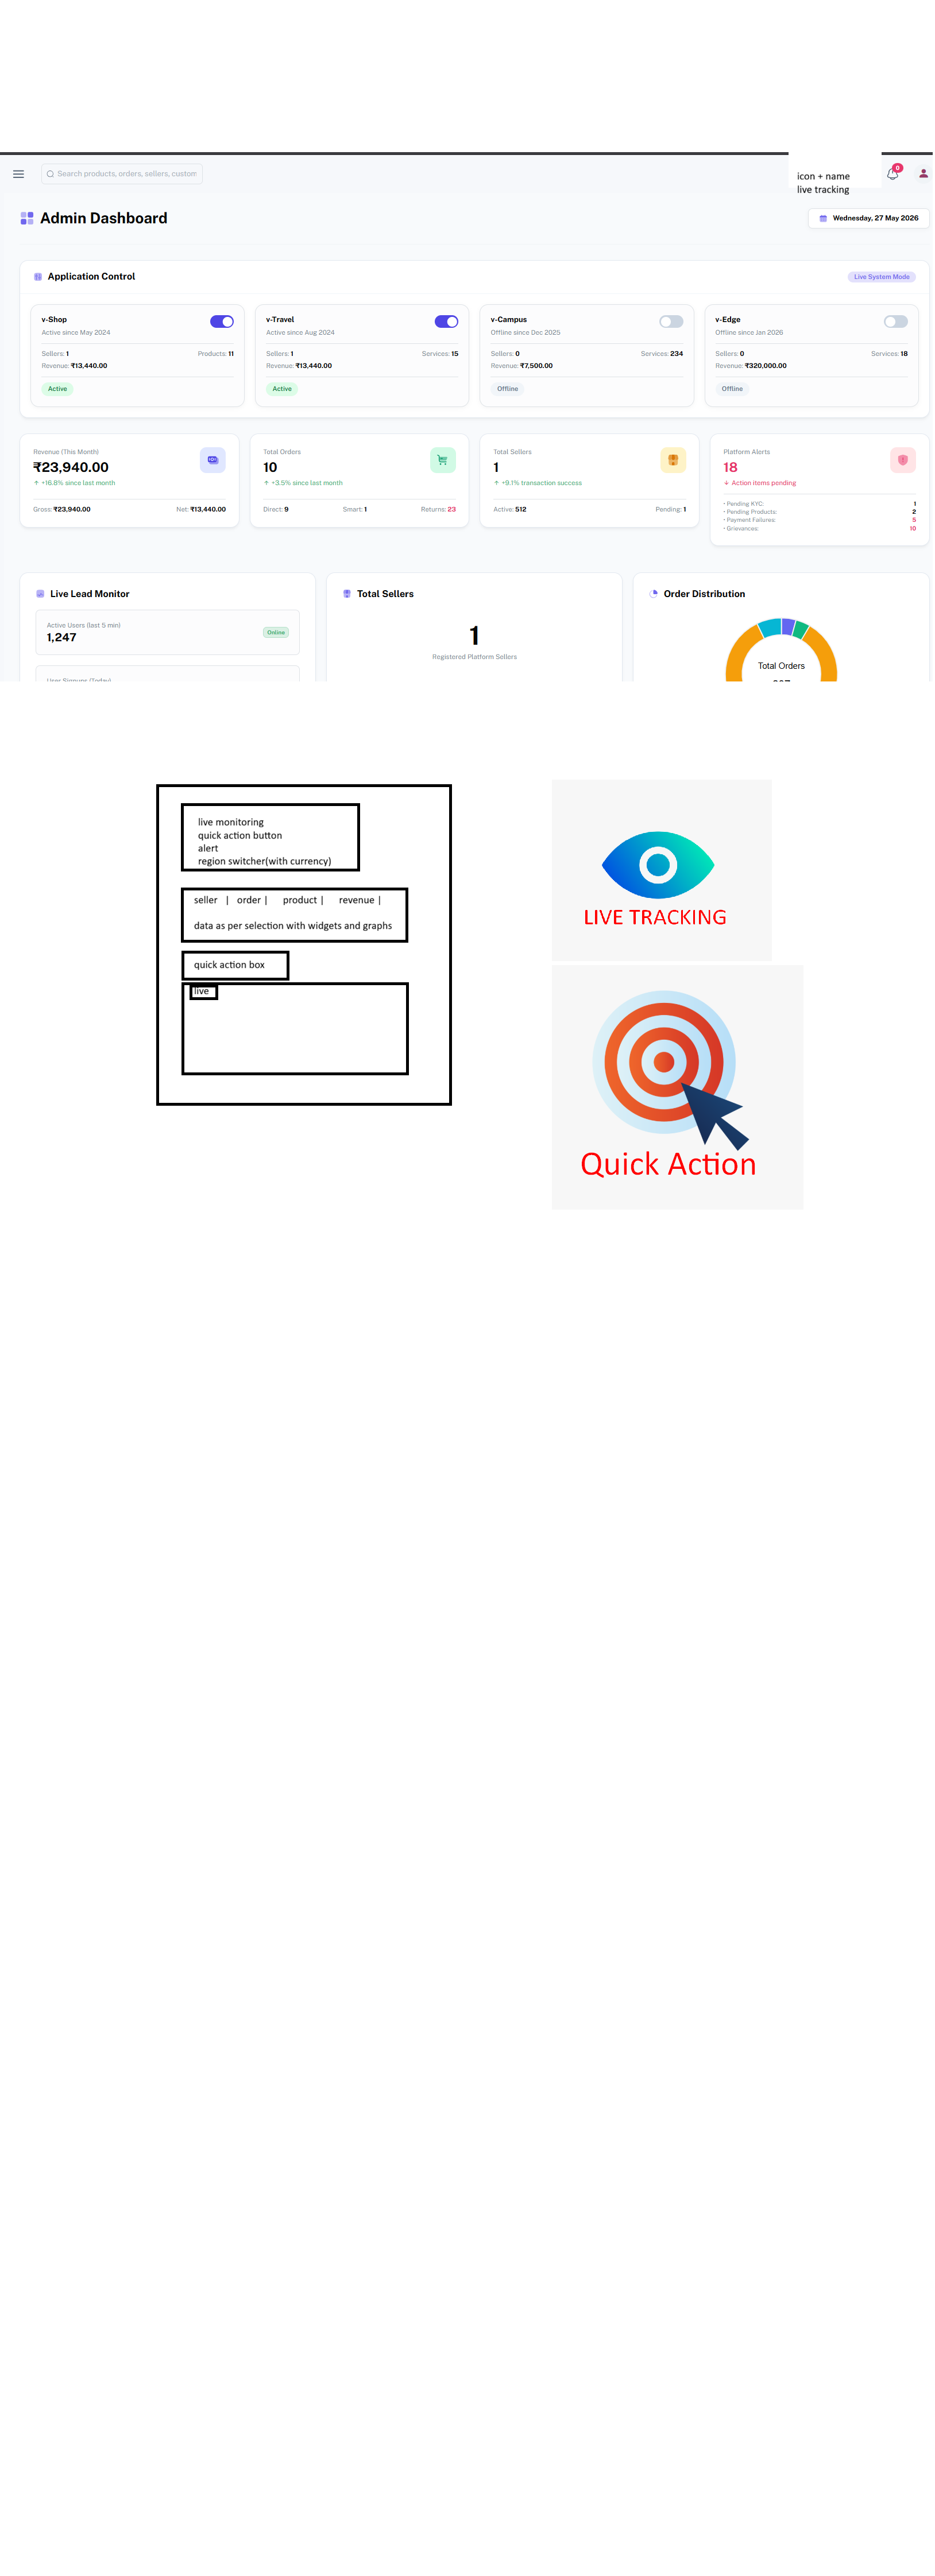 Search products, orders, sellers, custom
icon + name
live tracking
0
Admin Dashboard
Wednesday, 27 May 2026
Application Control
Live System Mode
v-Shop
Active since May 2024
Sellers: 1
Products: 11
Revenue: ₹13,440.00
Active
v-Travel
Active since Aug 2024
Sellers: 1
Services: 15
Revenue: ₹13,440.00
Active
v-Campus
Offline since Dec 2025
Sellers: 0
Services: 234
Revenue: ₹7,500.00
Offline
v-Edge
Offline since Jan 2026
Sellers: 0
Services: 18
Revenue: ₹320,000.00
Offline
Revenue (This Month)
₹23,940.00
↑ +16.8% since last month
Gross: ₹23,940.00
Net: ₹13,440.00
Total Orders
10
↑ +3.5% since last month
Direct: 9
Smart: 1
Returns: 23
Total Sellers
1
↑ +9.1% transaction success
Active: 512
Pending: 1
Platform Alerts
18
↓ Action items pending
• Pending KYC: 1
• Pending Products: 2
• Payment Failures: 5
• Grievances: 10
Live Lead Monitor
Active Users (last 5 min)
1,247
Online
User Signups (Today)
Total Sellers
1
Registered Platform Sellers
Order Distribution
Total Orders
live monitoring
quick action button
alert
region switcher(with currency)
seller | order | product | revenue |
data as per selection with widgets and graphs
quick action box
live
LIVE TRACKING
Quick Action